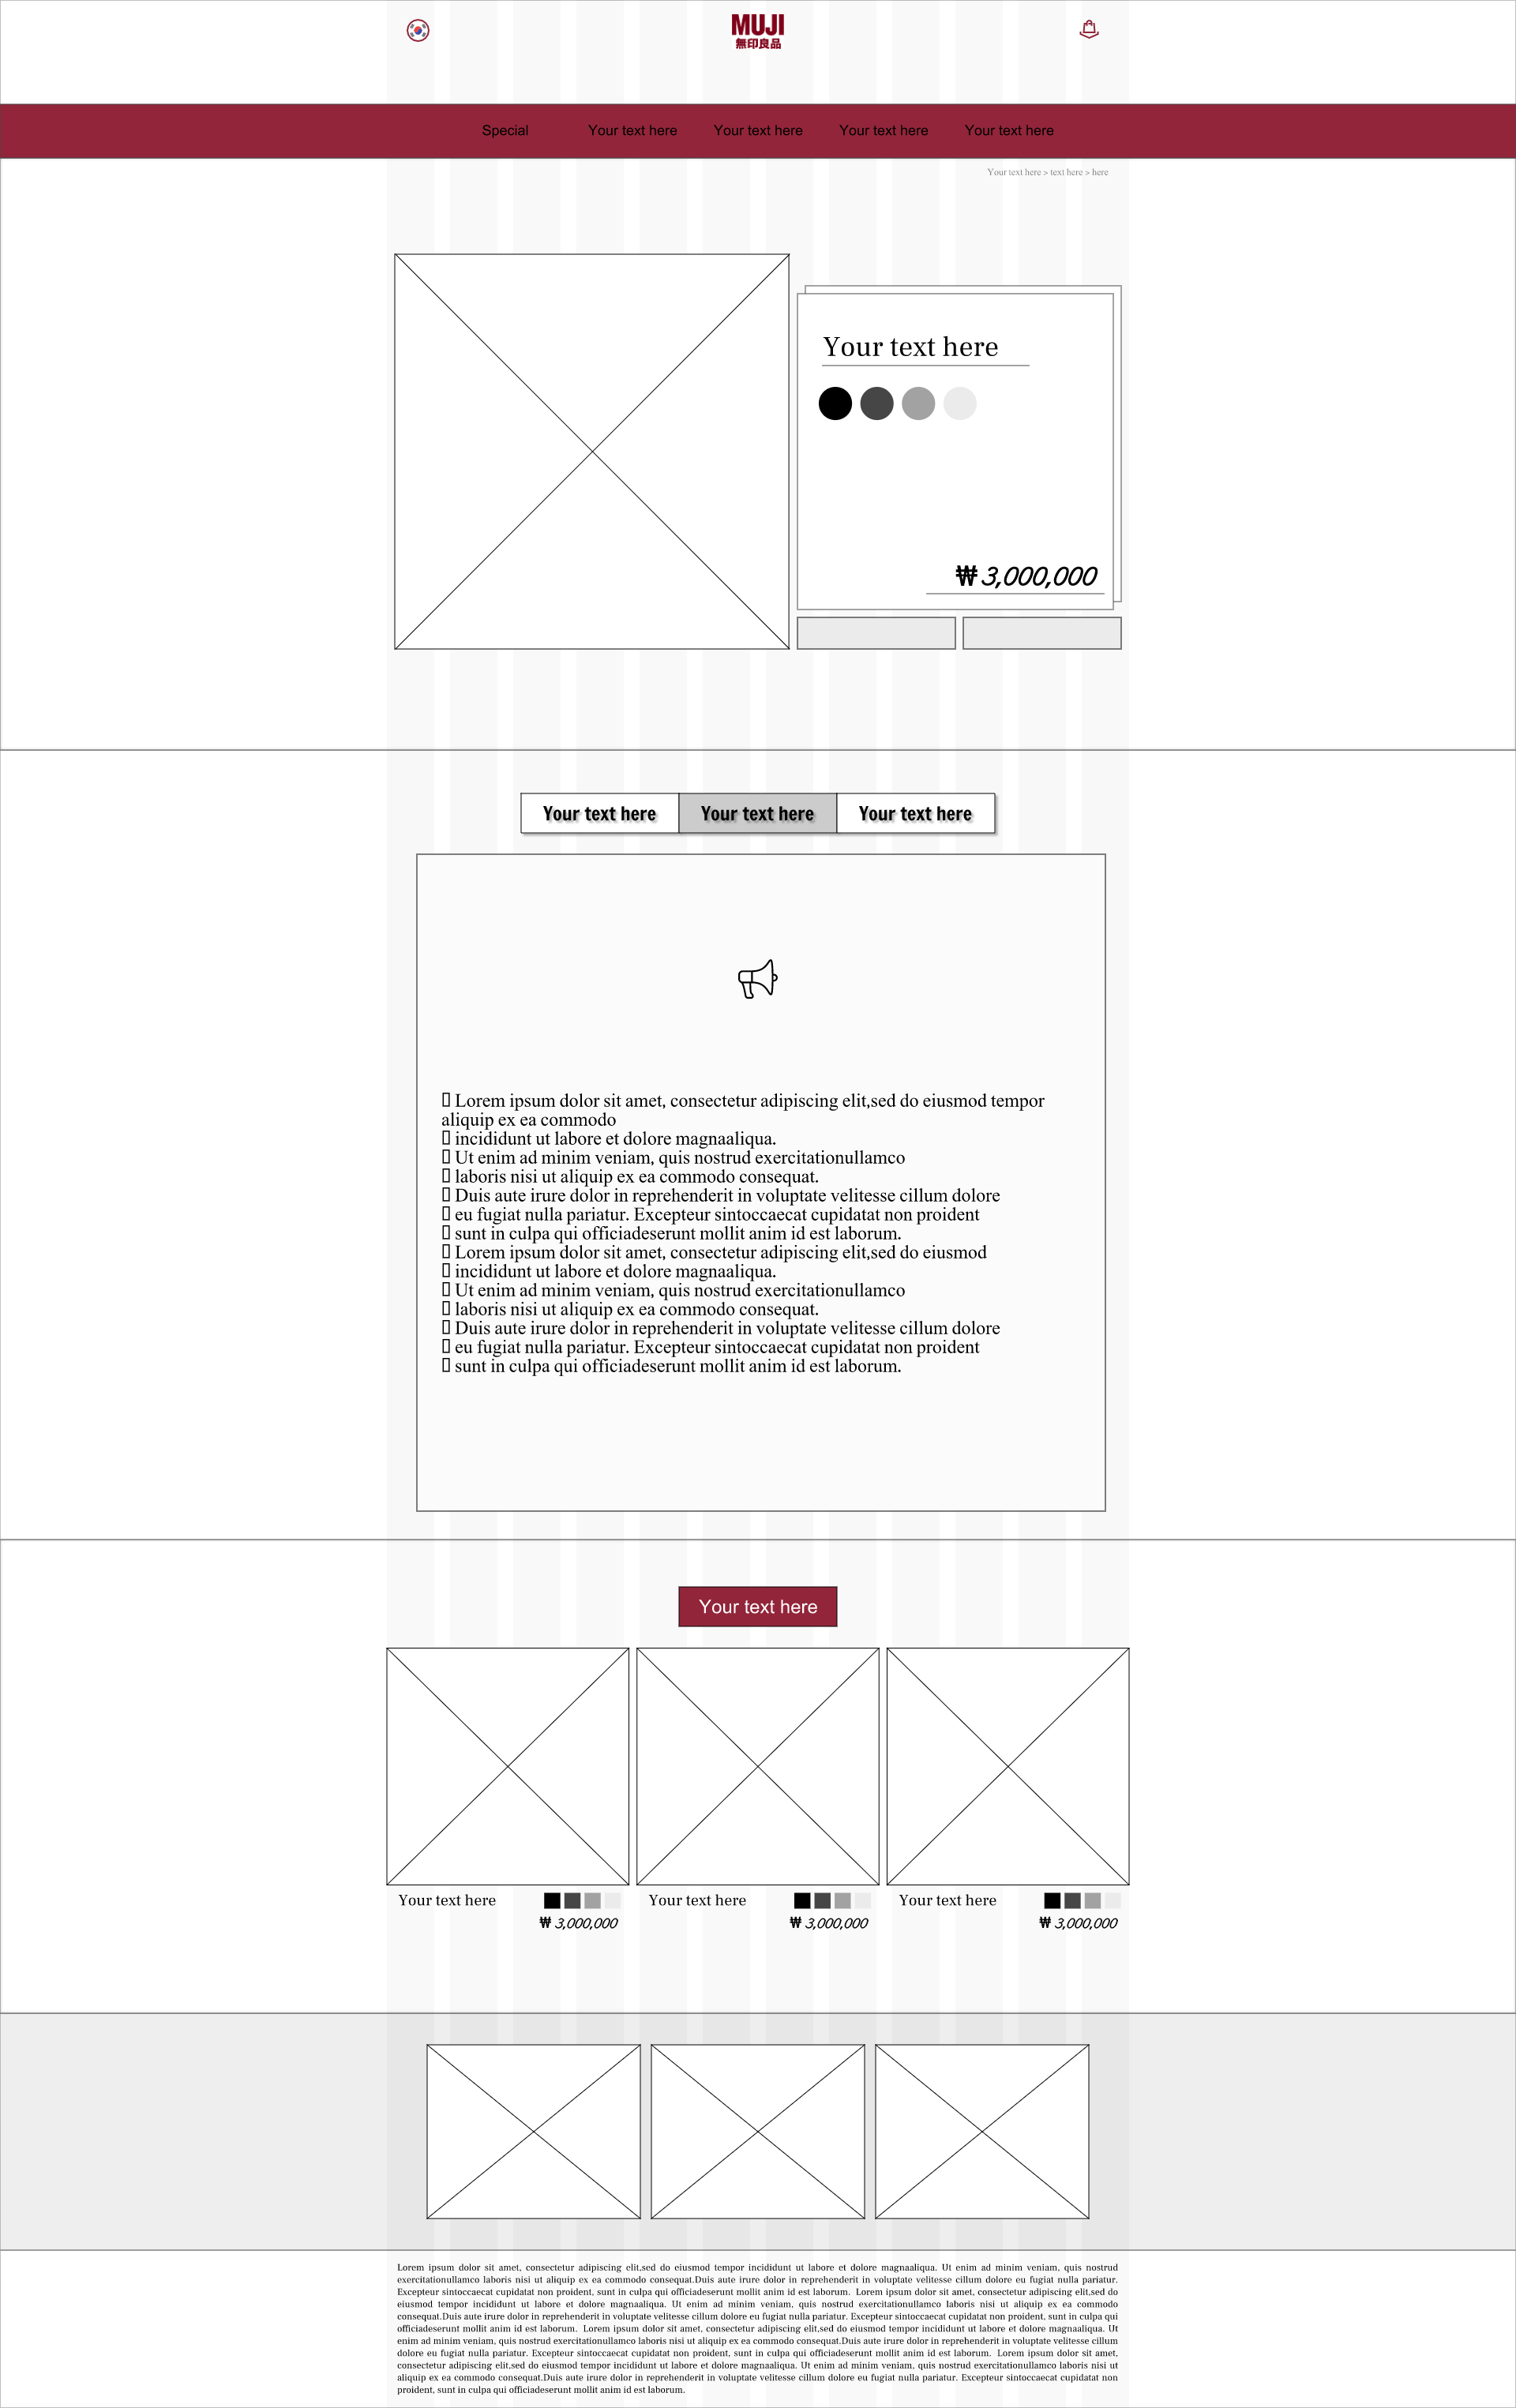 MUJI
無印良品
Special Your text here Your text here Your text here Your text here
Your text here > text here > here
Your text here
₩ 3,000,000
Your text here Your text here Your text here
Lorem ipsum dolor sit amet, consectetur adipiscing elit,sed do eiusmod tempor
aliquip ex ea commodo
incididunt ut labore et dolore magnaaliqua.
Ut enim ad minim veniam, quis nostrud exercitationullamco
laboris nisi ut aliquip ex ea commodo consequat.
Duis aute irure dolor in reprehenderit in voluptate velitesse cillum dolore
eu fugiat nulla pariatur. Excepteur sintoccaecat cupidatat non proident
sunt in culpa qui officiadeserunt mollit anim id est laborum.
Lorem ipsum dolor sit amet, consectetur adipiscing elit,sed do eiusmod
incididunt ut labore et dolore magnaaliqua.
Ut enim ad minim veniam, quis nostrud exercitationullamco
laboris nisi ut aliquip ex ea commodo consequat.
Duis aute irure dolor in reprehenderit in voluptate velitesse cillum dolore
eu fugiat nulla pariatur. Excepteur sintoccaecat cupidatat non proident
sunt in culpa qui officiadeserunt mollit anim id est laborum.
Your text here
Your text here Your text here Your text here
₩ 3,000,000 ₩ 3,000,000 ₩ 3,000,000
Lorem ipsum dolor sit amet, consectetur adipiscing elit,sed do eiusmod tempor incididunt ut labore et dolore magnaaliqua. Ut enim ad minim veniam, quis nostrud
exercitationullamco laboris nisi ut aliquip ex ea commodo consequat.Duis aute irure dolor in reprehenderit in voluptate velitesse cillum dolore eu fugiat nulla pariatur.
Excepteur sintoccaecat cupidatat non proident, sunt in culpa qui officiadeserunt mollit anim id est laborum. Lorem ipsum dolor sit amet, consectetur adipiscing elit,sed do
eiusmod tempor incididunt ut labore et dolore magnaaliqua. Ut enim ad minim veniam, quis nostrud exercitationullamco laboris nisi ut aliquip ex ea commodo
consequat.Duis aute irure dolor in reprehenderit in voluptate velitesse cillum dolore eu fugiat nulla pariatur. Excepteur sintoccaecat cupidatat non proident, sunt in culpa qui
officiadeserunt mollit anim id est laborum. Lorem ipsum dolor sit amet, consectetur adipiscing elit,sed do eiusmod tempor incididunt ut labore et dolore magnaaliqua. Ut
enim ad minim veniam, quis nostrud exercitationullamco laboris nisi ut aliquip ex ea commodo consequat.Duis aute irure dolor in reprehenderit in voluptate velitesse cillum
dolore eu fugiat nulla pariatur. Excepteur sintoccaecat cupidatat non proident, sunt in culpa qui officiadeserunt mollit anim id est laborum. Lorem ipsum dolor sit amet,
consectetur adipiscing elit,sed do eiusmod tempor incididunt ut labore et dolore magnaaliqua. Ut enim ad minim veniam, quis nostrud exercitationullamco laboris nisi ut
aliquip ex ea commodo consequat.Duis aute irure dolor in reprehenderit in voluptate velitesse cillum dolore eu fugiat nulla pariatur. Excepteur sintoccaecat cupidatat non
proident, sunt in culpa qui officiadeserunt mollit anim id est laborum.